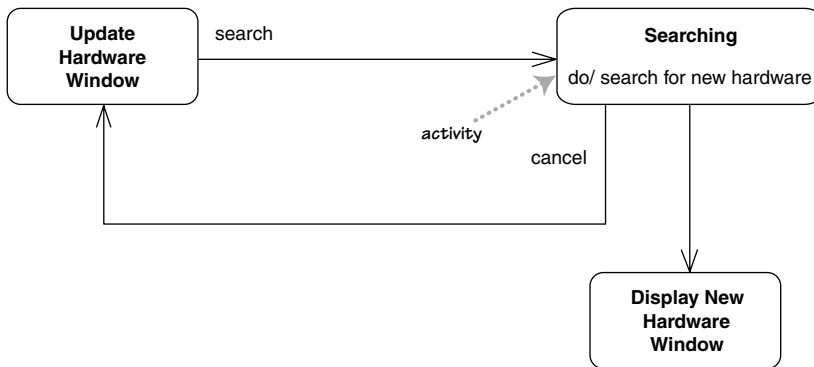 Update
Hardware
Window
search
Searching
do/ search for new hardware
activity
cancel
Display New
Hardware
Window